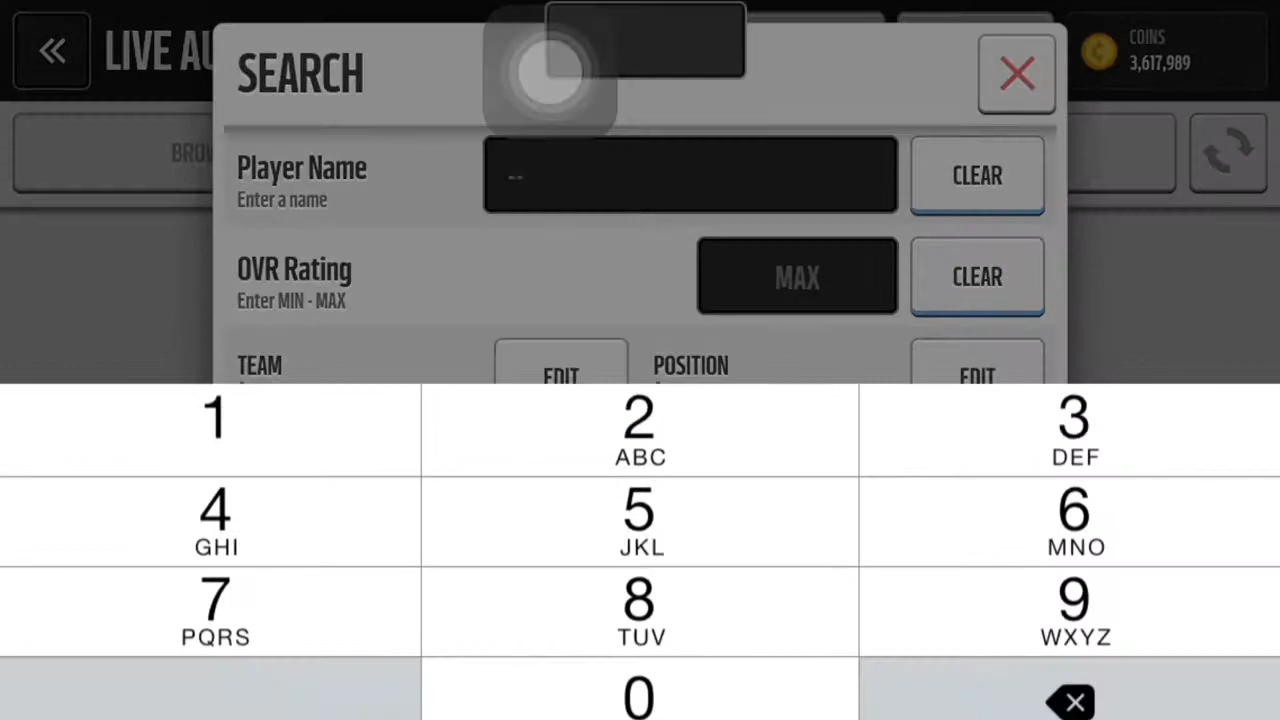 LIVE AU
SEARCH
COINS
3,617,989
BROW
Player Name
Enter a name
--
CLEAR
OVR Rating
Enter MIN - MAX
MAX
CLEAR
TEAM
EDIT
POSITION
EDIT
1
2
ABC
3
DEF
4
GHI
5
JKL
6
MNO
7
PQRS
8
TUV
9
WXYZ
0